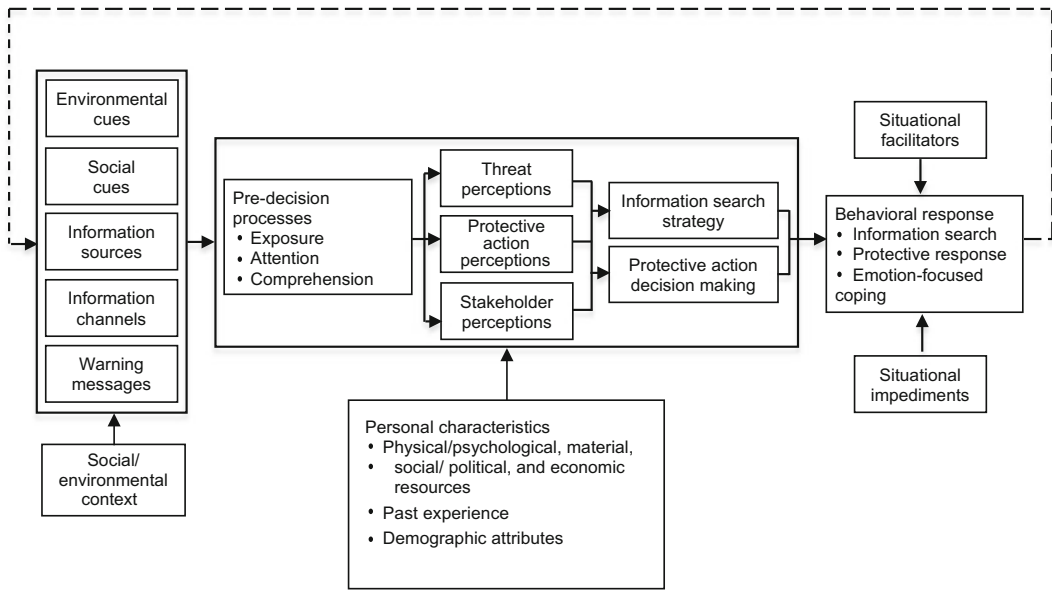 Environmental
cues
Social
cues
Information
sources
Information
channels
Warning
messages
Social/
environmental
context
Pre-decision
processes
• Exposure
• Attention
• Comprehension
Threat
perceptions
Protective
action
perceptions
Stakeholder
perceptions
Information search
strategy
Protective action
decision making
Personal characteristics
• Physical/psychological, material,
• social/ political, and economic
resources
• Past experience
• Demographic attributes
Situational
facilitators
Behavioral response
• Information search
• Protective response
• Emotion-focused
coping
Situational
impediments